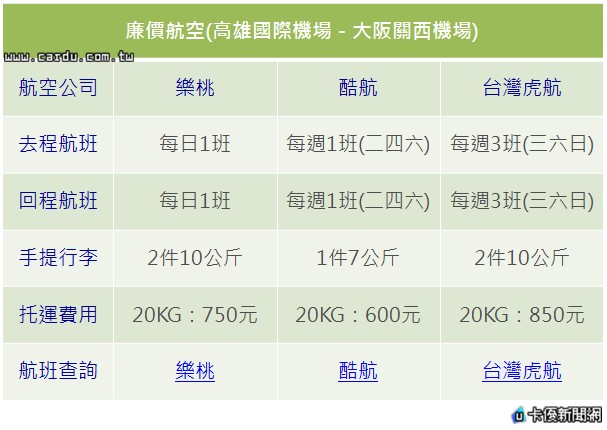 廉價航空(高雄國際機場 - 大阪關西機場)
www.cardu.com.tw
航空公司 樂桃 酷航 台灣虎航
去程航班 每日1班 每週1班(二四六) 每週3班(三六日)
回程航班 每日1班 每週1班(二四六) 每週3班(三六日)
手提行李 2件10公斤 1件7公斤 2件10公斤
托運費用 20KG：750元 20KG：600元 20KG：850元
航班查詢 樂桃 酷航 台灣虎航
u 卡優新聞網